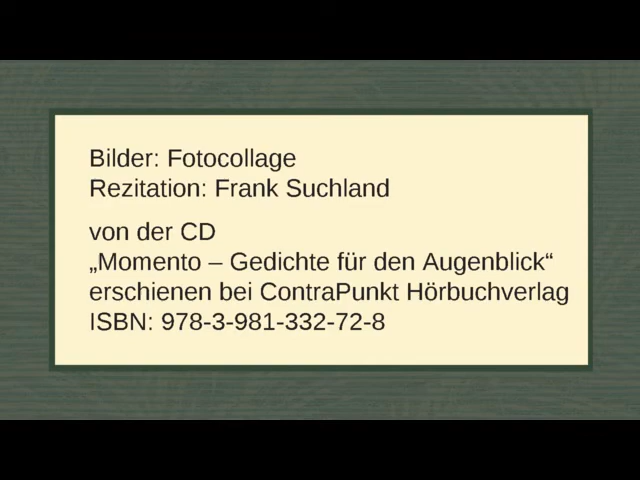 Bilder: Fotocollage
Rezitation: Frank Suchland
von der CD
„Momento – Gedichte für den Augenblick“
erschienen bei ContraPunkt Hörbuchverlag
ISBN: 978-3-981-332-72-8